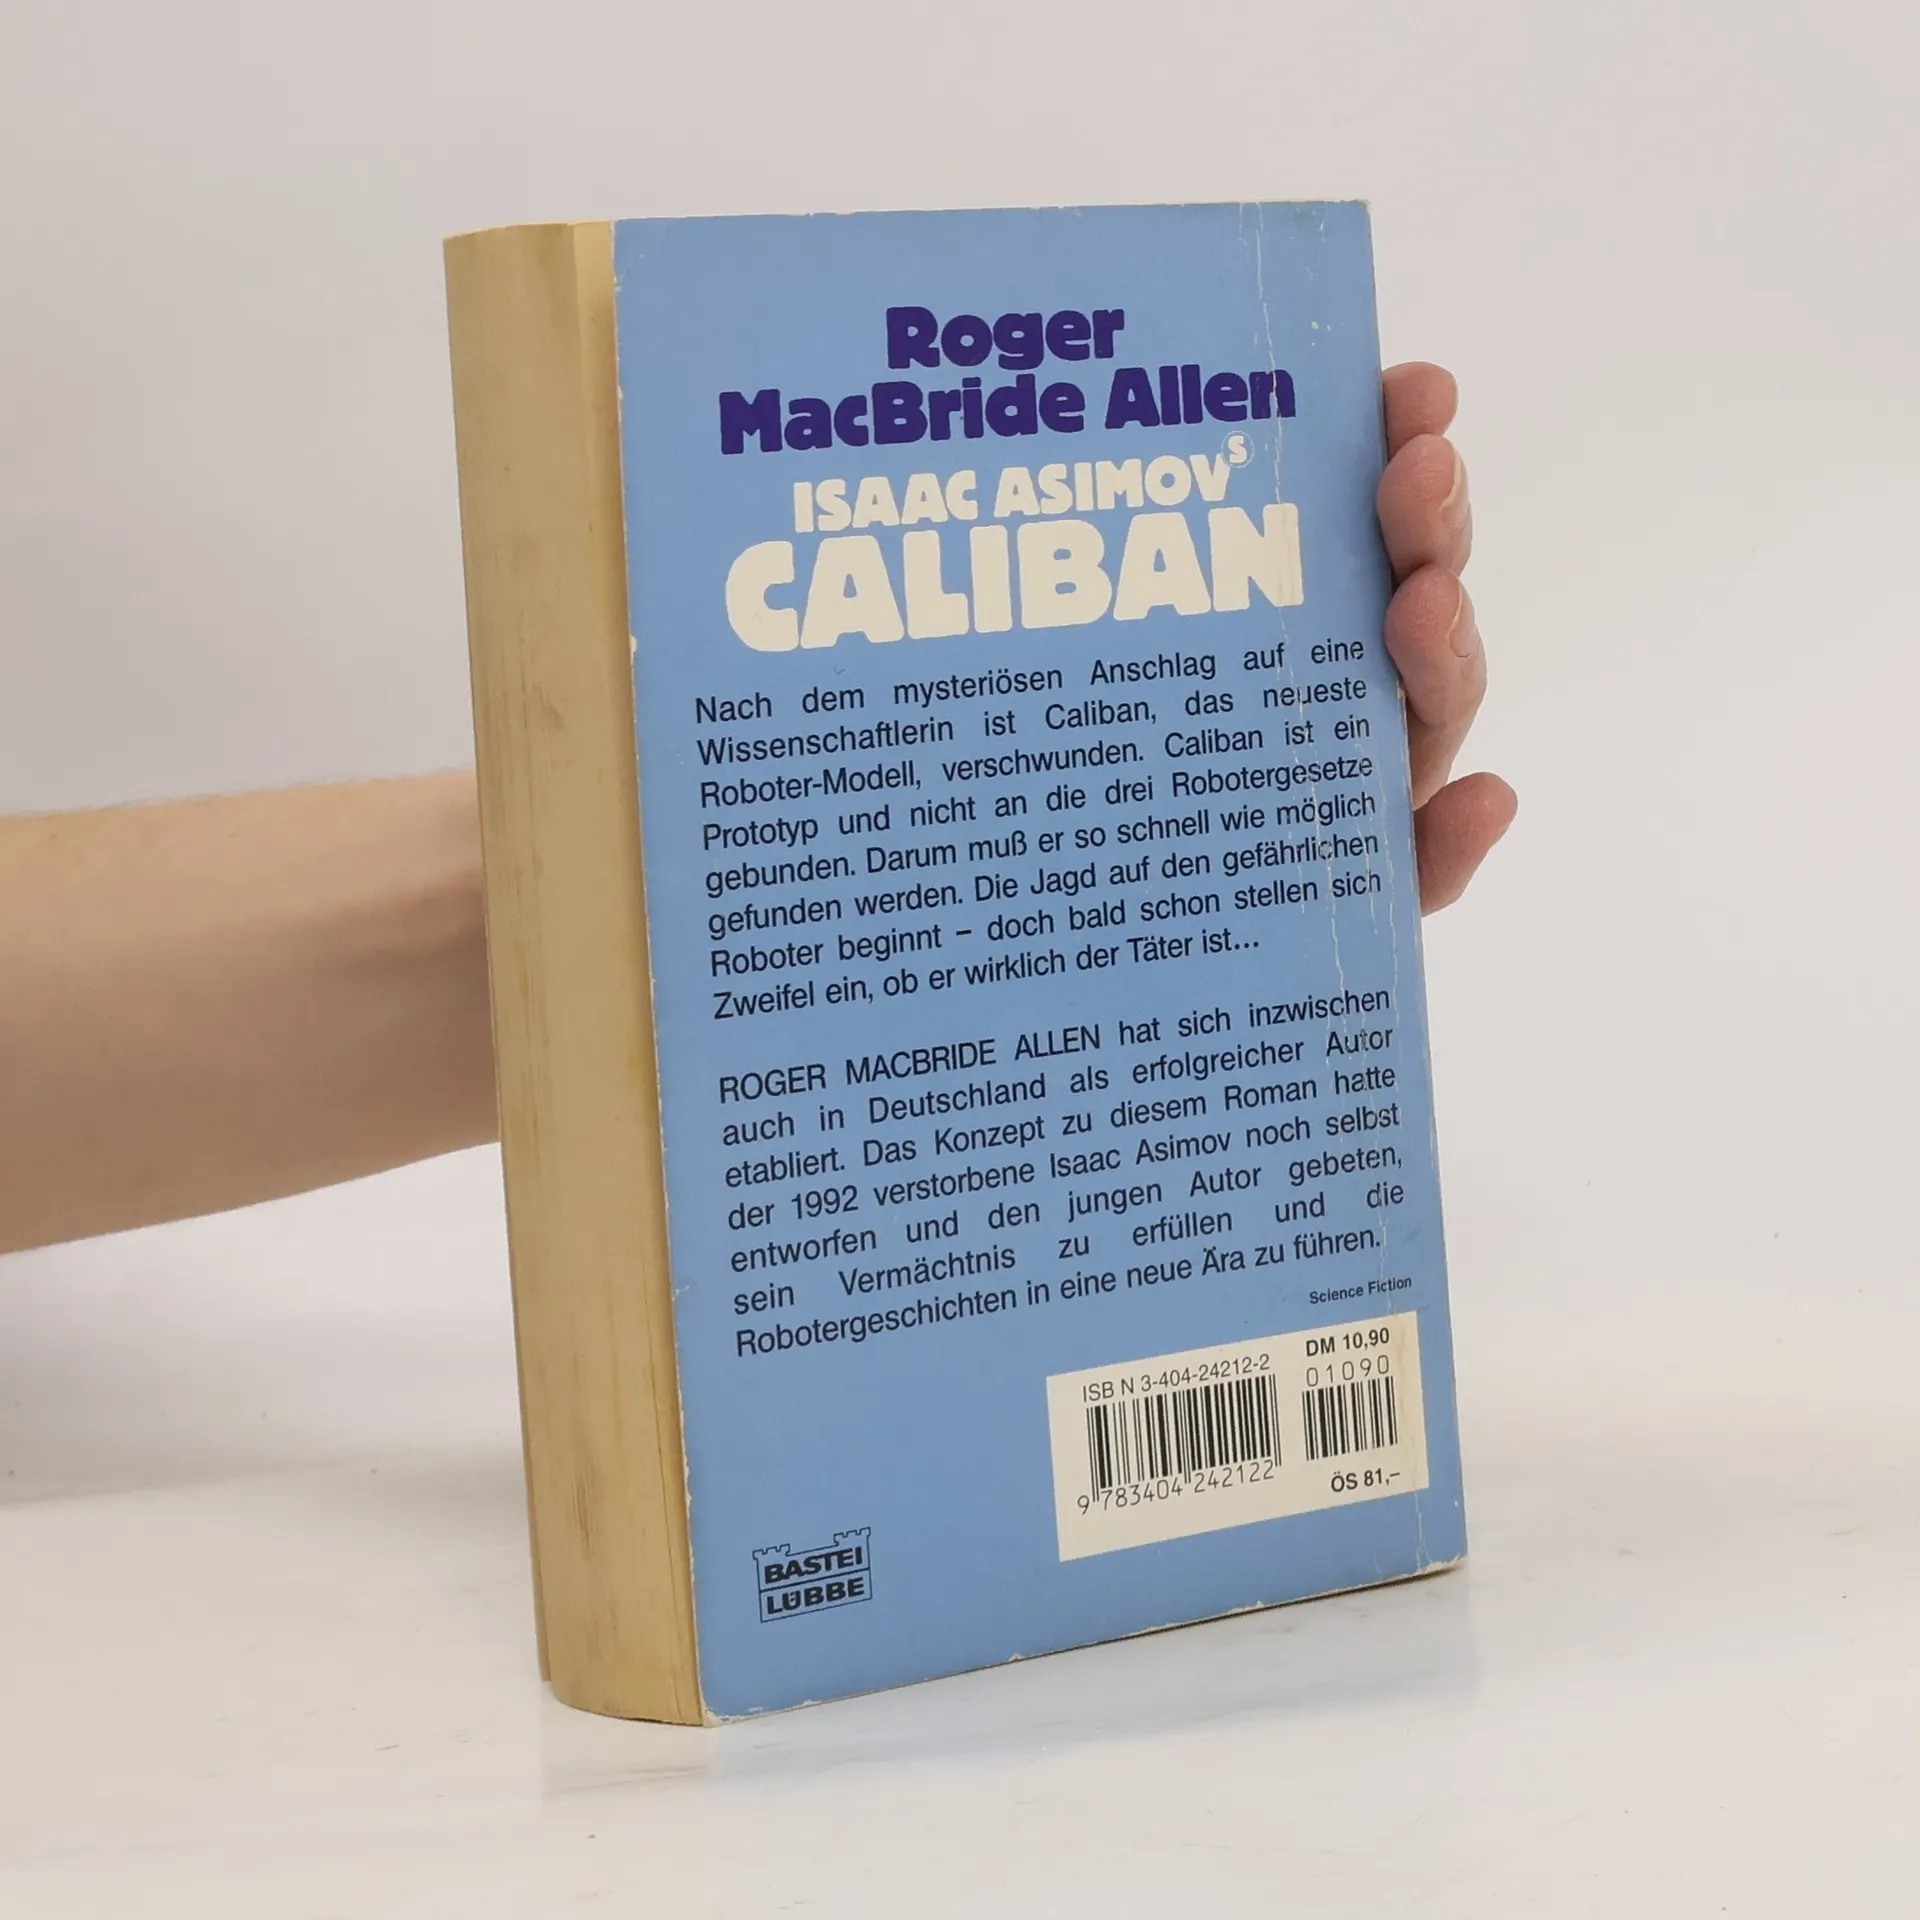 Roger
MacBride Allen
ISAAC ASIMOVS
CALIBAN
Nach dem mysteriösen Anschlag auf eine
Wissenschaftlerin ist Caliban, das neueste
Roboter-Modell, verschwunden. Caliban ist ein
Prototyp und nicht an die drei Robotergesetze
gebunden. Darum muß er so schnell wie möglich
gefunden werden. Die Jagd auf den gefährlichen
Roboter beginnt – doch bald schon stellen sich
Zweifel ein, ob er wirklich der Täter ist...
ROGER MACBRIDE ALLEN hat sich inzwischen
auch in Deutschland als erfolgreicher Autor
etabliert. Das Konzept zu diesem Roman hatte
der 1992 verstorbene Isaac Asimov noch selbst
entworfen und den jungen Autor gebeten,
sein Vermächtnis zu erfüllen und die
Robotergeschichten in eine neue Ära zu führen.
Science Fiction
ISBN 3-404-24212-2
DM 10,90
01090
9 783404 242122
ÖS 81,–
BASTEI
LÜBBE